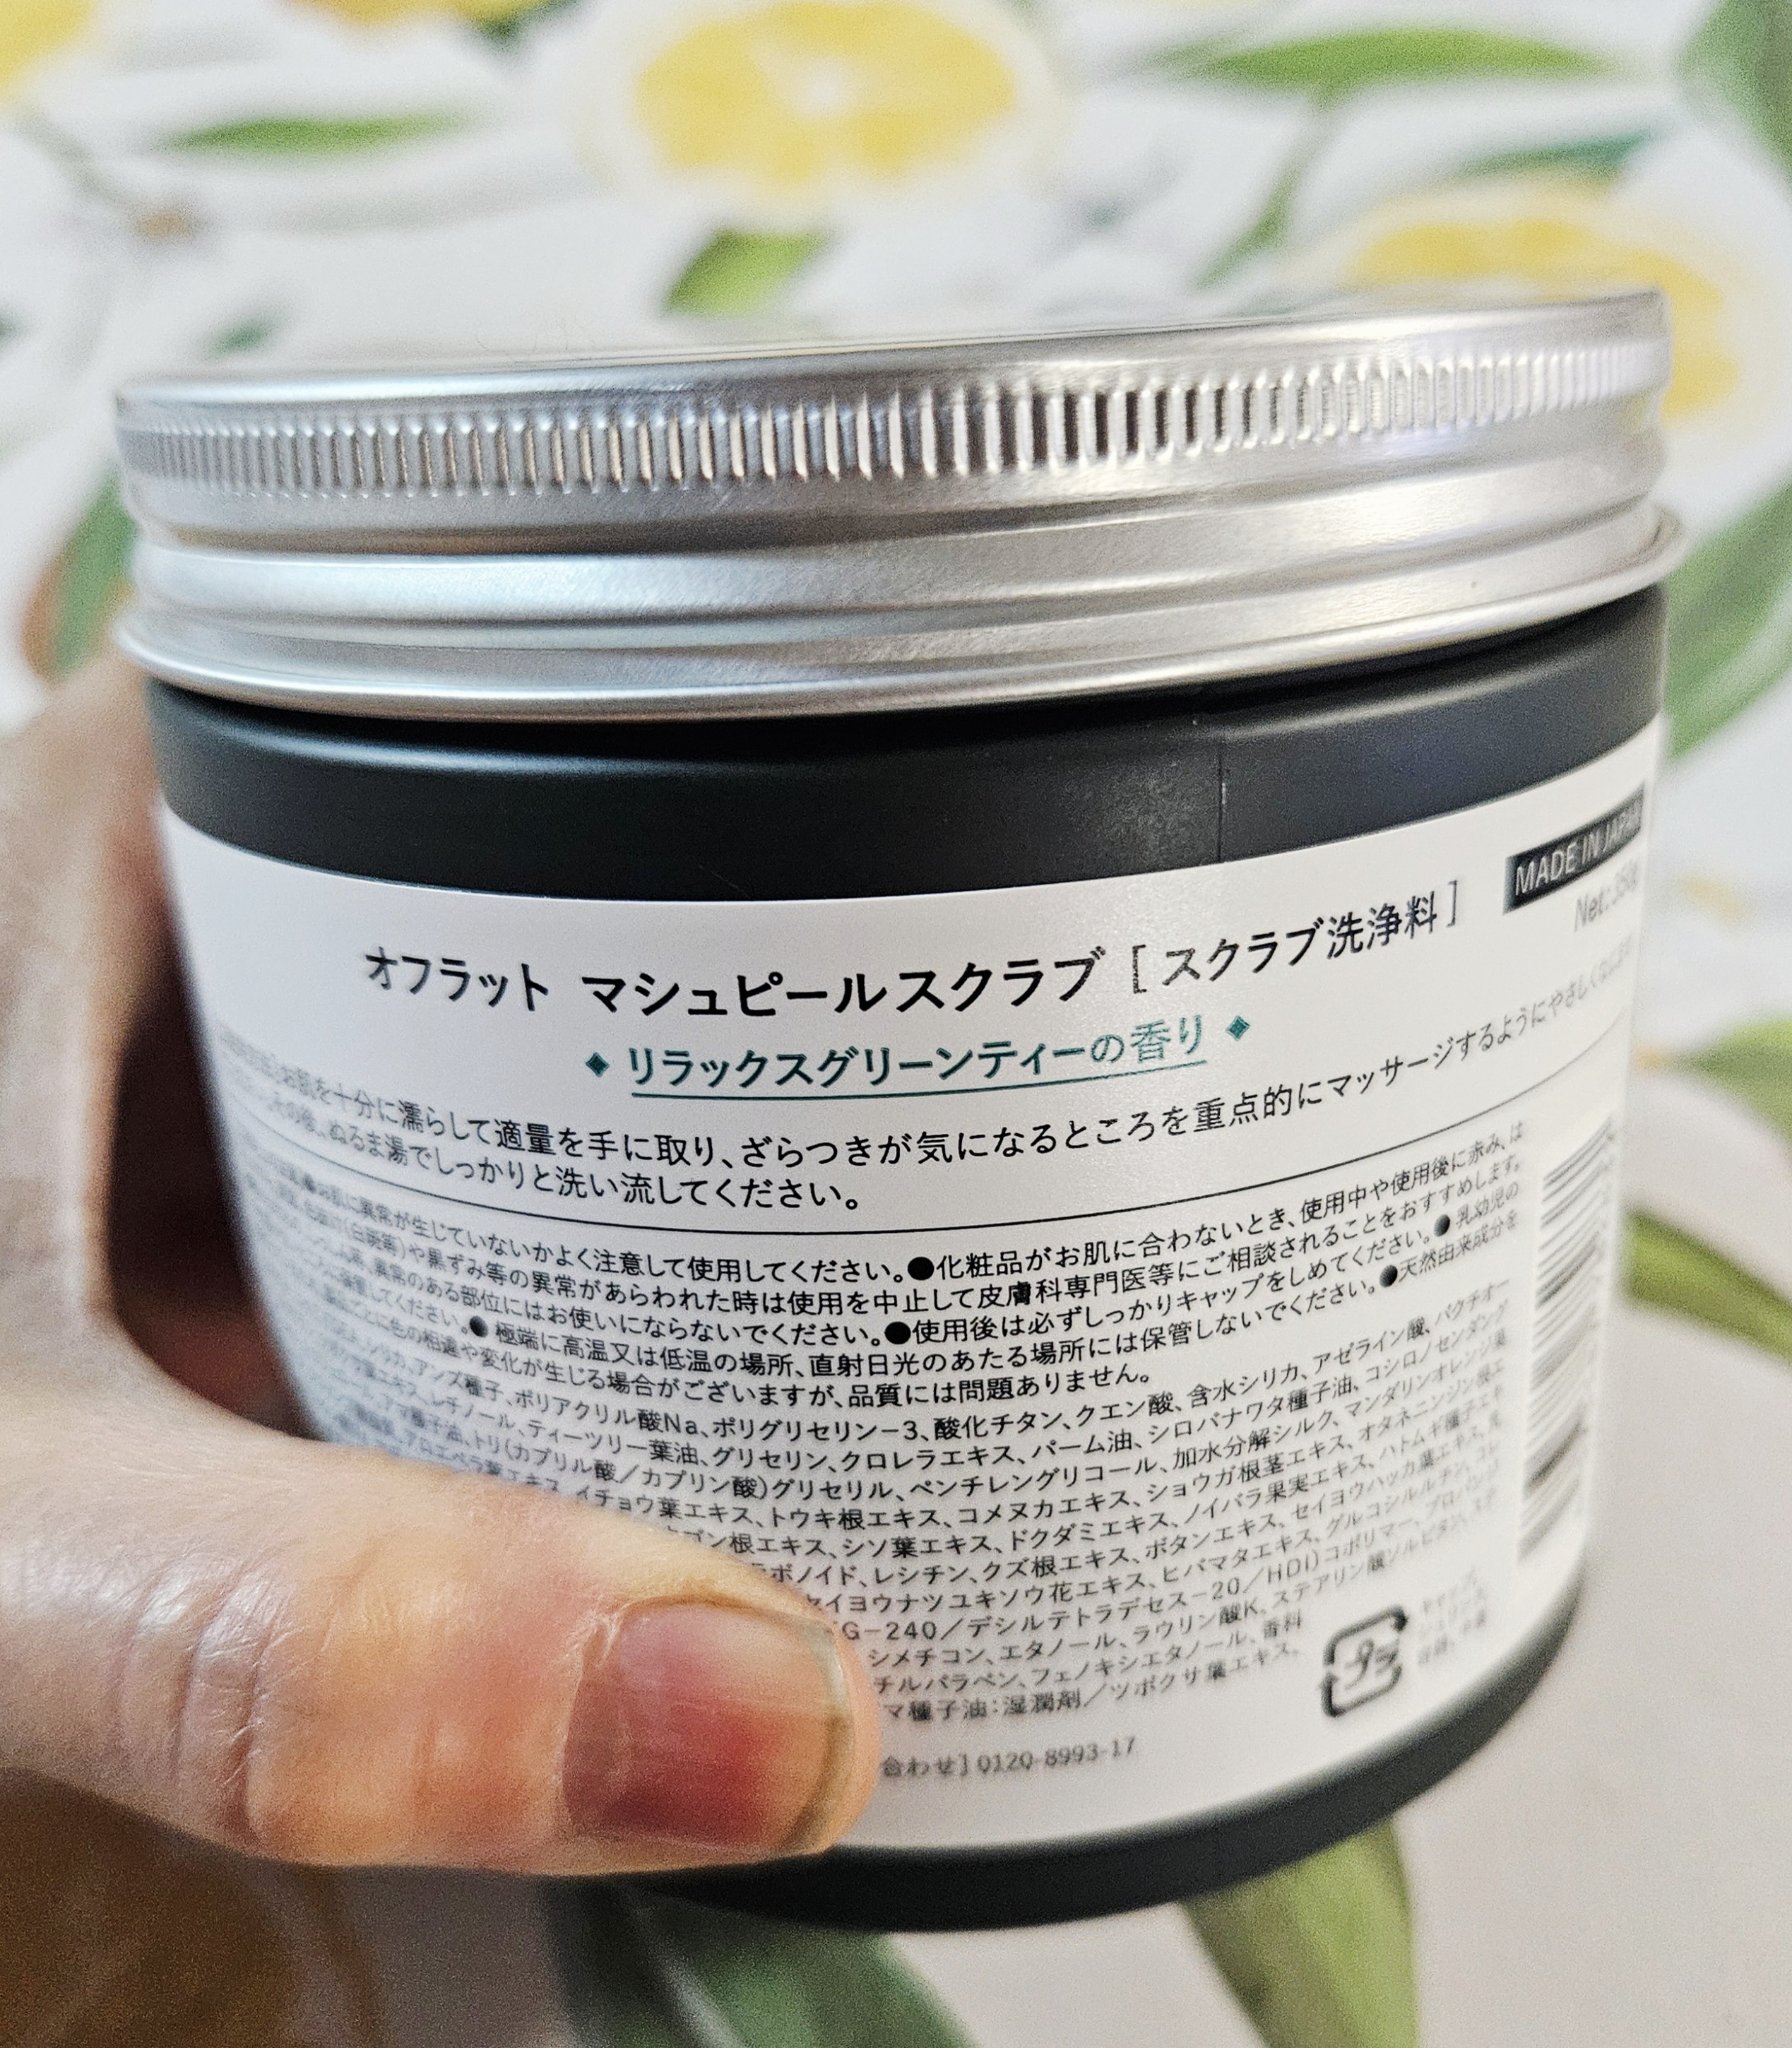 MADE IN JAPAN
Net:350g
オフラット マシュピールスクラブ [スクラブ洗浄料]
◆ リラックスグリーンティーの香り ◆
お肌を十分に濡らして適量を手に取り、ざらつきが気になるところを重点的にマッサージするようにやさしく
その後、ぬるま湯でしっかりと洗い流してください。
お肌に異常が生じていないかよく注意して使用してください。●化粧品がお肌に合わないとき、使用中や使用後に赤み、は
(白斑等)や黒ずみ等の異常があらわれた時は使用を中止して皮膚科専門医等にご相談されることをおすすめします。
異常のある部位にはお使いにならないでください。●使用後は必ずしっかりキャップをしめてください。●乳幼児の
してください。●極端に高温又は低温の場所、直射日光のあたる場所には保管しないでください。●天然由来成分を
色の相違や変化が生じる場合がございますが、品質には問題ありません。
シリカ、アンズ種子、ポリアクリル酸Na、ポリグリセリン-3、酸化チタン、クエン酸、含水シリカ、アゼライン酸、バクチオー
葉エキス、レチノール、ティーツリー葉油、グリセリン、クロレラエキス、パーム油、シロバナワタ種子油、コシロノセンダング
アマ種子油、トリ(カプリル酸/カプリン酸)グリセリル、ペンチレングリコール、加水分解シルク、マンダリンオレンジ果
アロエベラ葉エキス、イチョウ葉エキス、トウキ根エキス、コメヌカエキス、ショウガ根茎エキス、オタネニンジン根エ
ゴン根エキス、シソ葉エキス、ドクダミエキス、ノイバラ果実エキス、ハトムギ種子エキ
ボノイド、レシチン、クズ根エキス、ボタンエキス、セイヨウハッカ葉エキス、
セイヨウナツユキソウ花エキス、ヒバマタエキス、グルコシルルチン、
G-240/デシルテトラデセス-20/HDI)コポリマー、プロパン
シメチコン、エタノール、ラウリン酸K、ステアリン酸ソルビタン、
チルパラベン、フェノキシエタノール、香料
マ種子油:湿潤剤/ツボクサ葉エキス、
合わせ]0120-8993-17
プラ